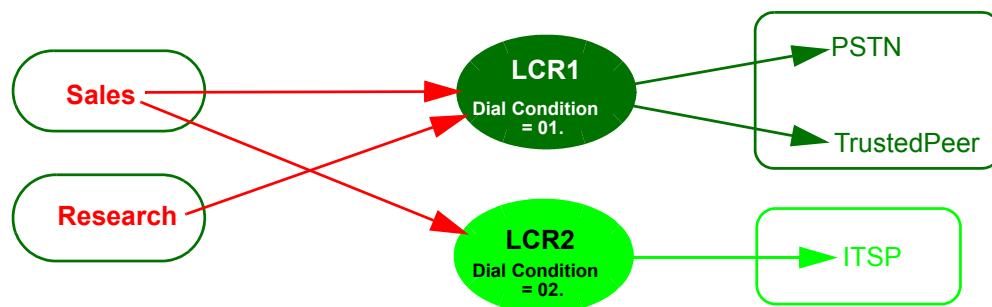 Sales
Research
LCR1
Dial Condition
= 01.
LCR2
Dial Condition
= 02.
PSTN
TrustedPeer
ITSP